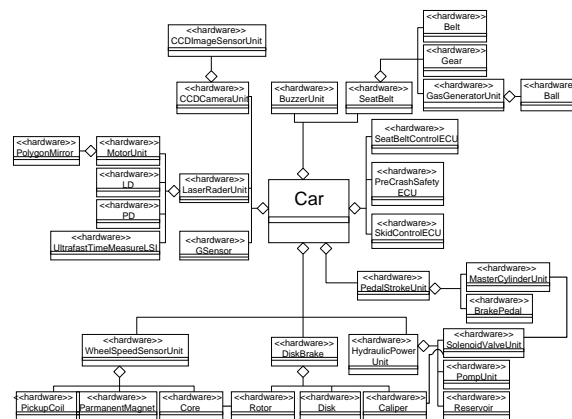 <<hardware>>
CCDImageSensorUnit
<<hardware>>
CCDCameraUnit
<<hardware>>
BuzzerUnit
<<hardware>>
SeatBelt
<<hardware>>
Belt
<<hardware>>
Gear
<<hardware>>
GasGeneratorUnit
<<hardware>>
Ball
<<hardware>>
PolygonMirror
<<hardware>>
MotorUnit
<<hardware>>
LD
<<hardware>>
PD
<<hardware>>
UltrafastTimeMeasureLSI
<<hardware>>
LaserRaderUnit
<<hardware>>
GSensor
Car
<<hardware>>
SeatBeltControlECU
<<hardware>>
PreCrashSafety
ECU
<<hardware>>
SkidControlECU
<<hardware>>
PedalStrokeUnit
<<hardware>>
MasterCylinderUnit
<<hardware>>
BrakePedal
<<hardware>>
WheelSpeedSensorUnit
<<hardware>>
DiskBrake
<<hardware>>
HydraulicPower
Unit
<<hardware>>
SolenoidValveUnit
<<hardware>>
PompUnit
<<hardware>>
Reservoir
<<hardware>>
PickupCoil
<<hardware>>
ParmanentMagnet
<<hardware>>
Core
<<hardware>>
Rotor
<<hardware>>
Disk
<<hardware>>
Caliper